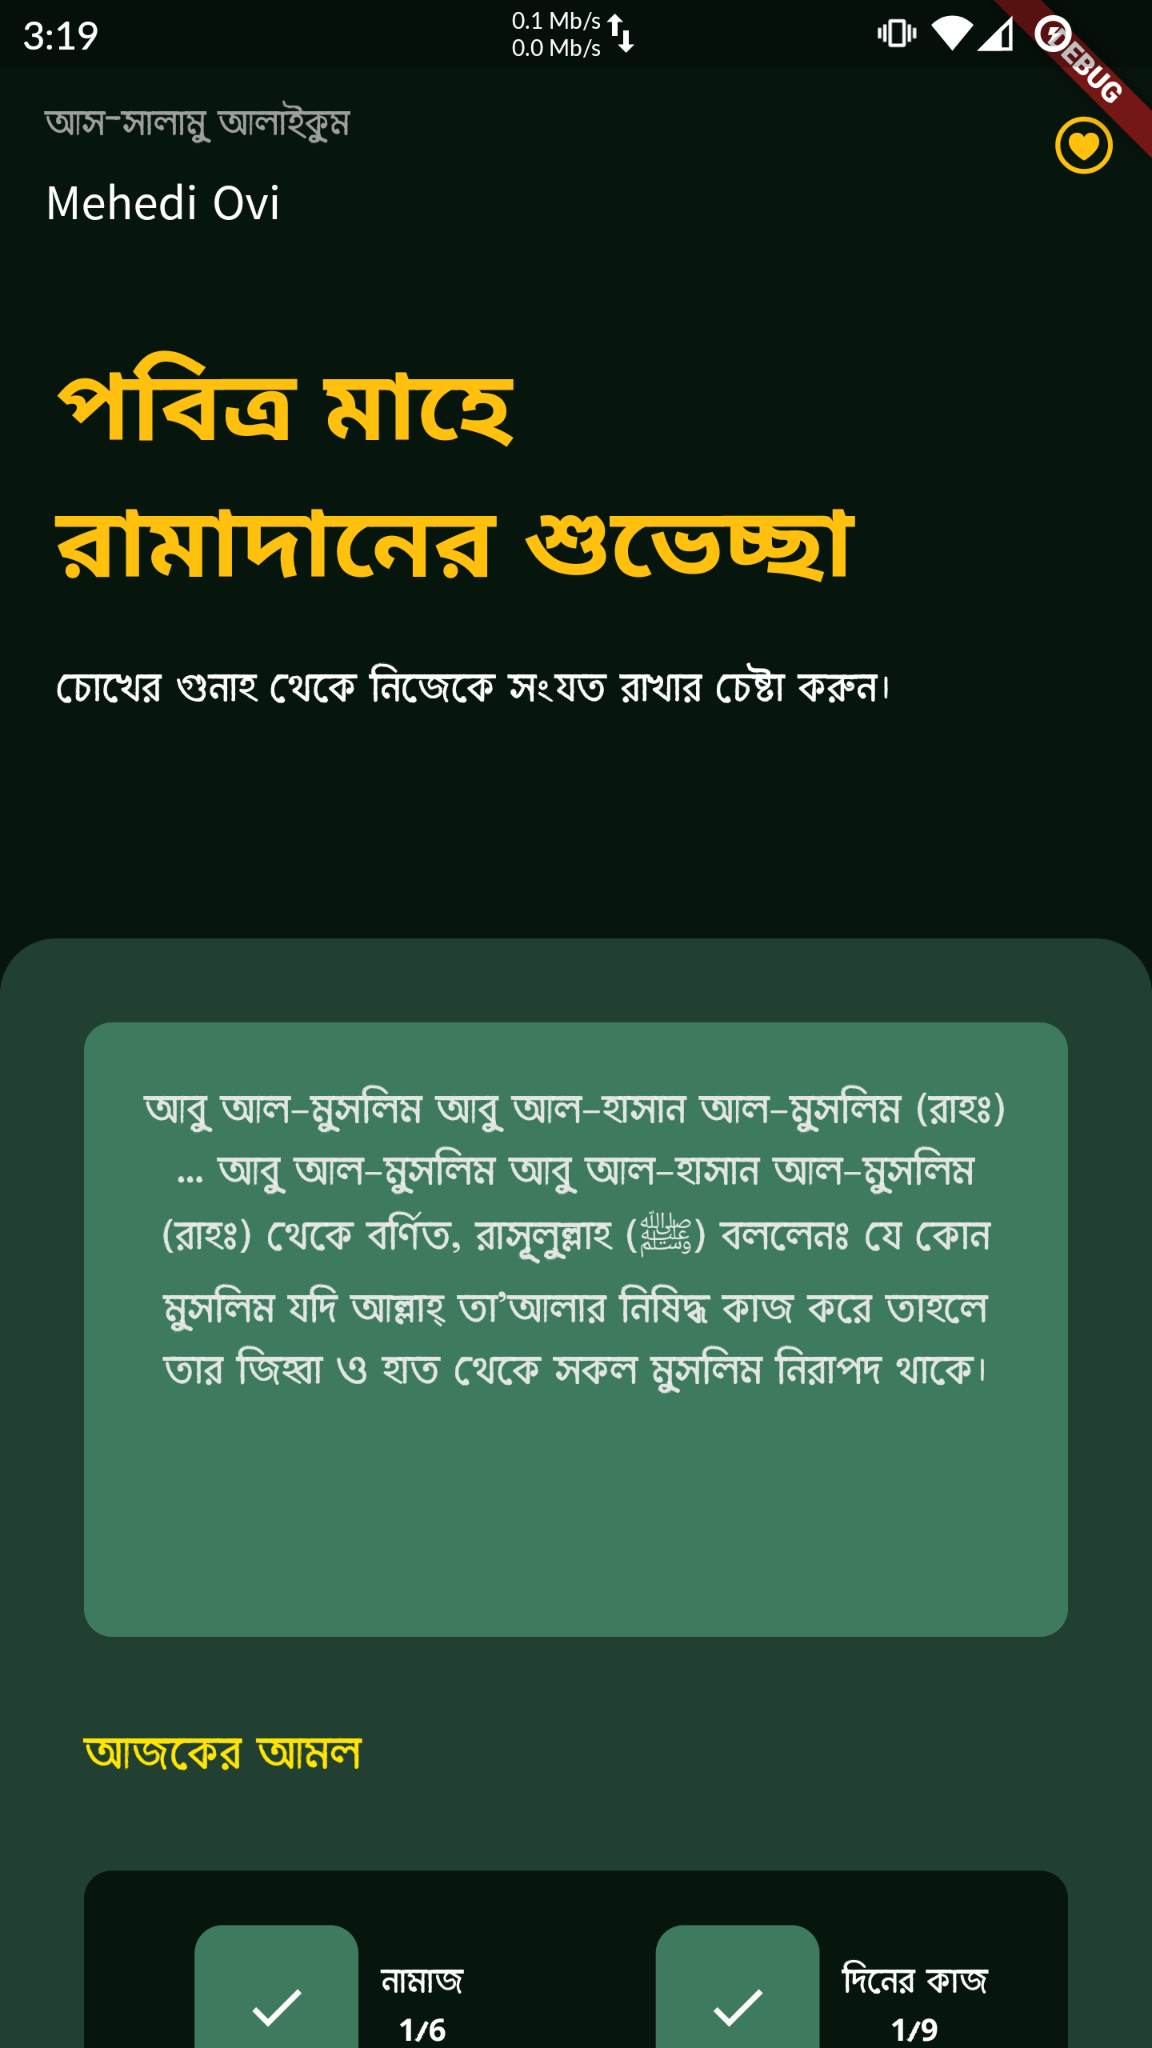 3:19
0.1 Mb/s
0.0 Mb/s
DEBUG
আস-সালামু আলাইকুম
Mehedi Ovi
পবিত্র মাহে
রামাদানের শুভেচ্ছা
চোখের গুনাহ থেকে নিজেকে সংযত রাখার চেষ্টা করুন।
আবু আল-মুসলিম আবু আল-হাসান আল-মুসলিম (রাহঃ)
... আবু আল-মুসলিম আবু আল-হাসান আল-মুসলিম
(রাহঃ) থেকে বর্ণিত, রাসূলুল্লাহ (ﷺ) বললেনঃ যে কোন
মুসলিম যদি আল্লাহ্ তা’আলার নিষিদ্ধ কাজ করে তাহলে
তার জিহ্বা ও হাত থেকে সকল মুসলিম নিরাপদ থাকে।
আজকের আমল
নামাজ
1/6
দিনের কাজ
1/9